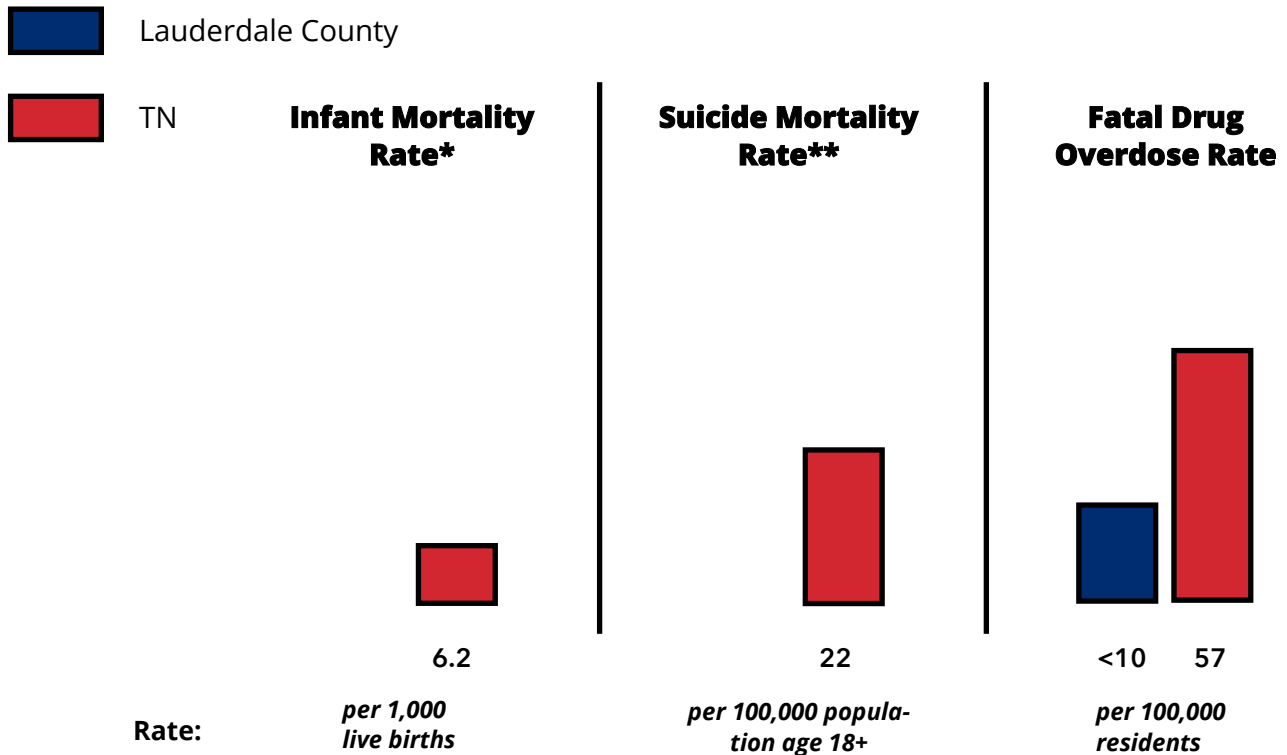 Lauderdale County
TN
Infant Mortality
Rate*
Suicide Mortality
Rate**
Fatal Drug
Overdose Rate
6.2
22
<10 57
Rate:
per 1,000
live births
per 100,000 popula-
tion age 18+
per 100,000
residents